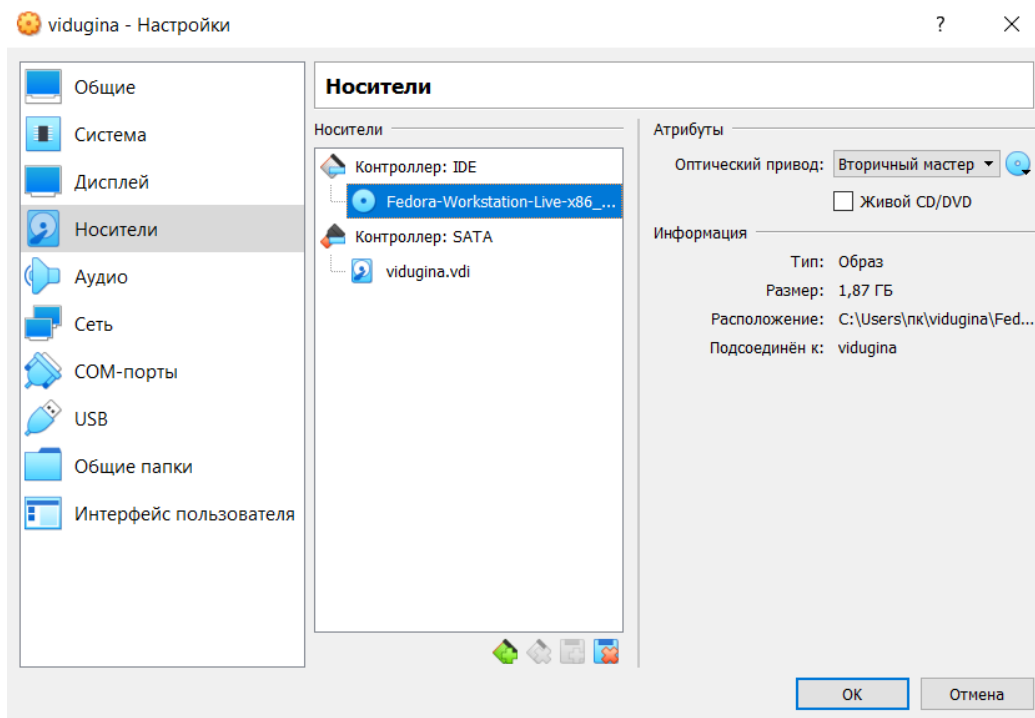 vidugina - Настройки
?
Общие
Система
Дисплей
Носители
Аудио
Сеть
COM-порты
USB
Общие папки
Интерфейс пользователя
Носители
Носители
Контроллер: IDE
Fedora-Workstation-Live-x86_...
Контроллер: SATA
vidugina.vdi
Атрибуты
Оптический привод: Вторичный мастер
Живой CD/DVD
Информация
Тип: Образ
Размер: 1,87 ГБ
Расположение: C:\Users\пк\vidugina\Fed...
Подсоединён к: vidugina
OK
Отмена